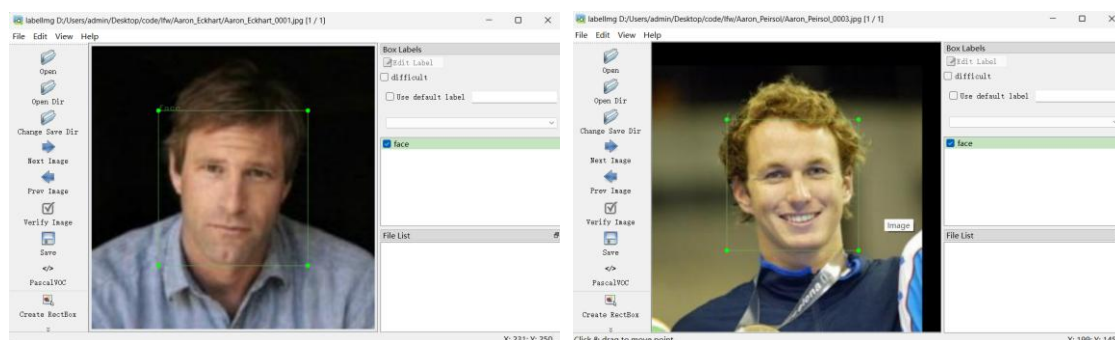 labelImg D:/Users/admin/Desktop/code/lfw/Aaron_Eckhart/Aaron_Eckhart_0001.jpg [1 / 1]
File Edit View Help
Open
Open Dir
Change Save Dir
Next Image
Prev Image
Verify Image
Save
</>
PascalVOC
Create RectBox
face
Box Labels
Edit Label
difficult
Use default label
face
File List
X: 231; Y: 250
labelImg D:/Users/admin/Desktop/code/lfw/Aaron_Peirsol/Aaron_Peirsol_0003.jpg [1 / 1]
File Edit View Help
Open
Open Dir
Change Save Dir
Next Image
Prev Image
Verify Image
Save
</>
PascalVOC
Create RectBox
Image
Box Labels
Edit Label
difficult
Use default label
face
File List
Click & drag to move point